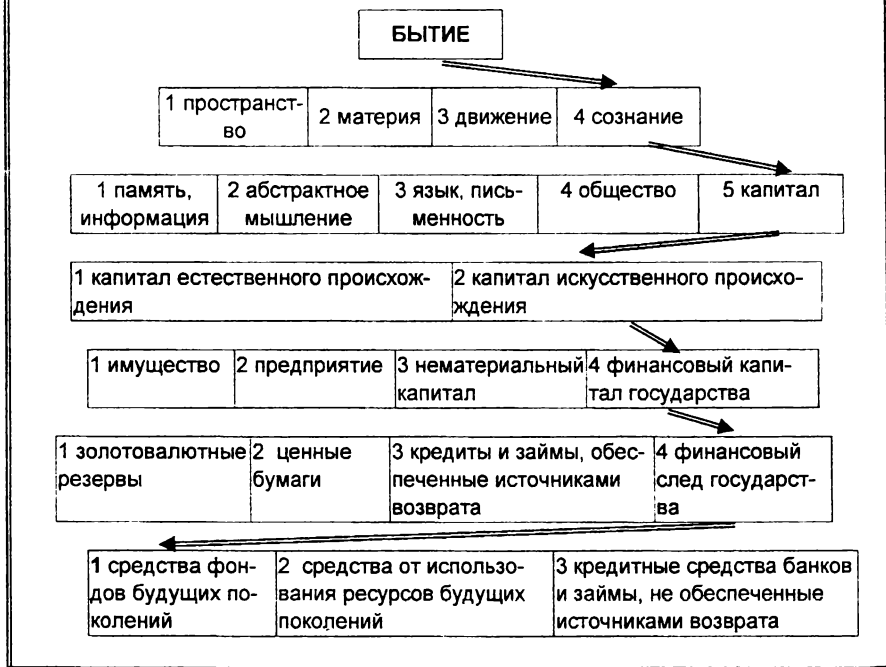 БЫТИЕ
1 пространст-
во
2 материя
3 движение
4 сознание
1 память,
информация
2 абстрактное
мышление
3 язык, пись-
менность
4 общество
5 капитал
1 капитал естественного происхож-
дения
2 капитал искусственного происхо-
ждения
1 имущество
2 предприятие
3 нематериальный
капитал
4 финансовый капи-
тал государства
1 золотовалютные
резервы
2 ценные
бумаги
3 кредиты и займы, обес-
печенные источниками
возврата
4 финансовый
след государст-
ва
1 средства фон-
дов будущих по-
колений
2 средства от использо-
вания ресурсов будущих
поколений
3 кредитные средства банков
и займы, не обеспеченные
источниками возврата